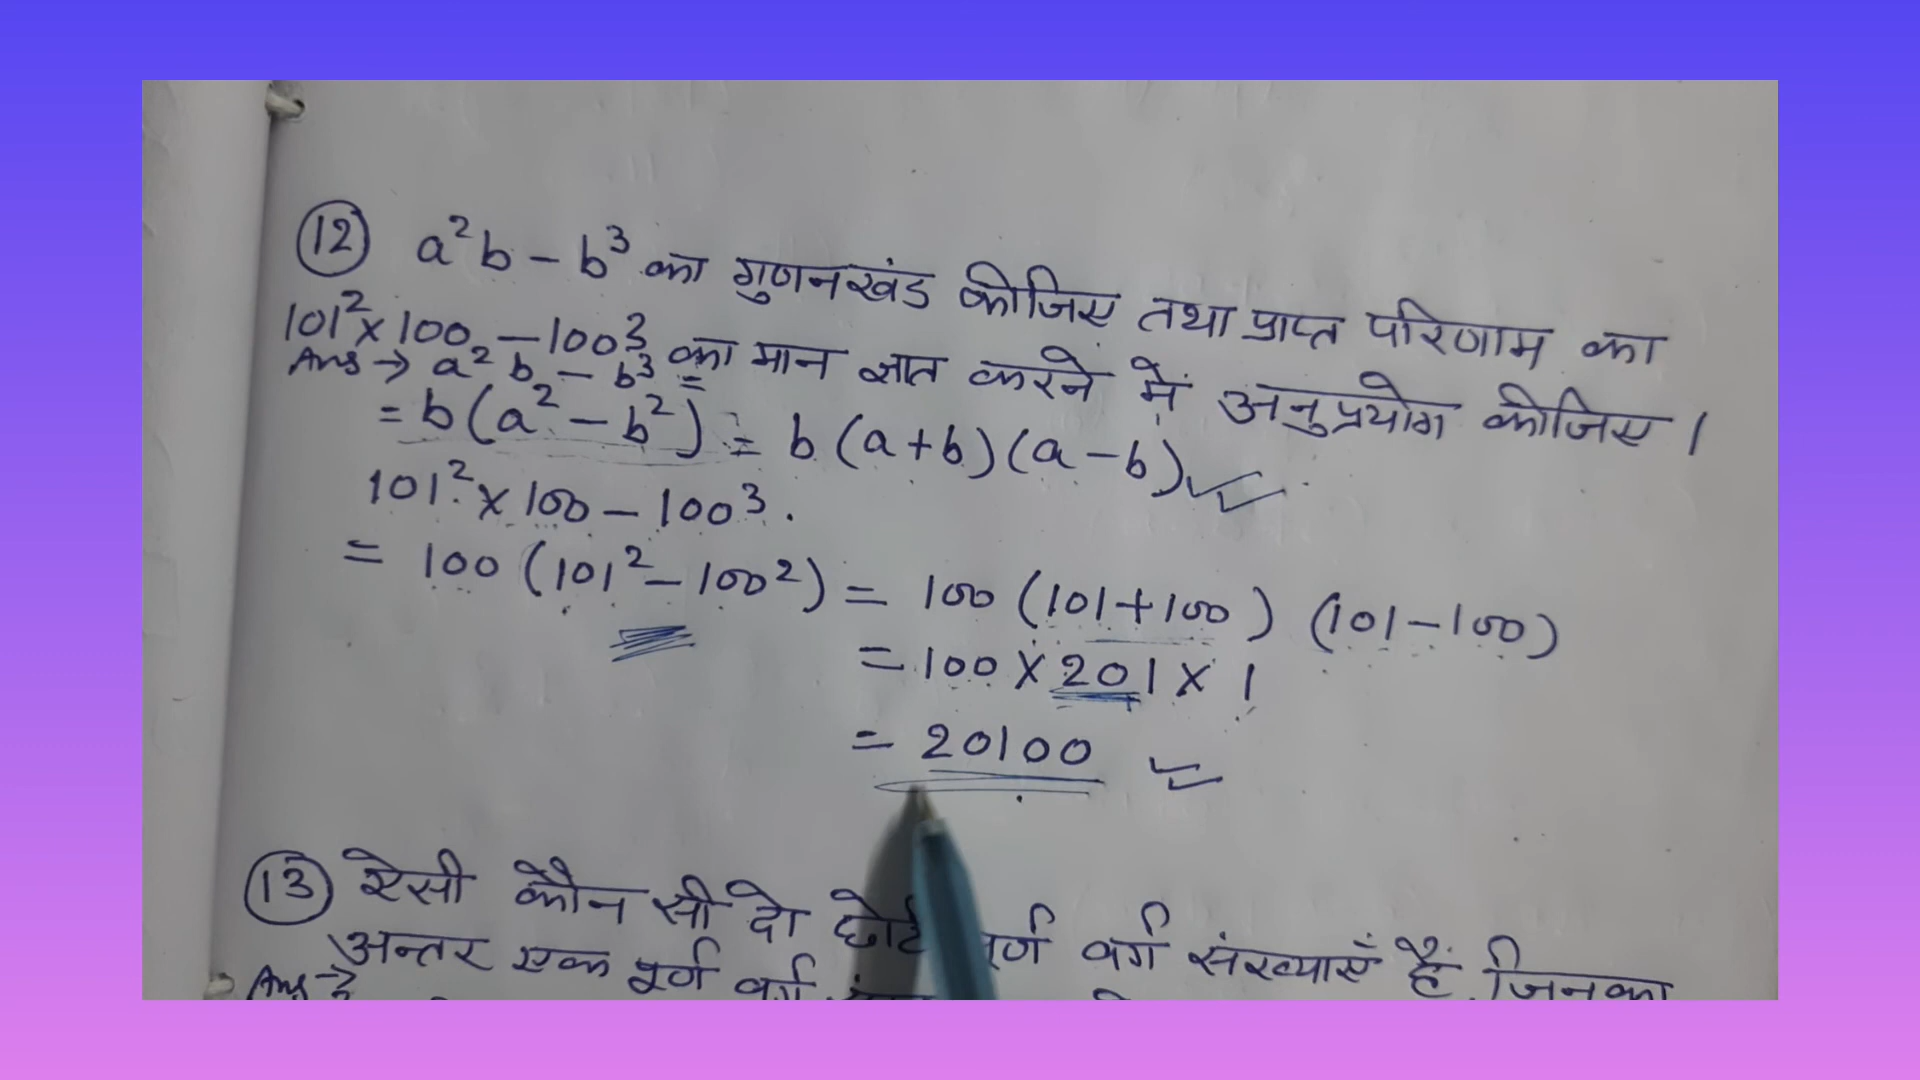 12 a²b - b³ का गुणनखंड कीजिए तथा प्राप्त परिणाम का
101² x 100 - 100³ का मान ज्ञात करने में अनुप्रयोग कीजिए।
Ans → a²b - b³ =
= b(a² - b²) = b(a+b)(a-b)
101² x 100 - 100³.
= 100 (101² - 100²) = 100 (101+100) (101-100)
= 100 x 201 x 1
= 20100
13 ऐसी कौन सी दो पूर्ण वर्ग संख्याएँ हैं, जिनका
अन्तर एक पूर्ण वर्ग
Ans →